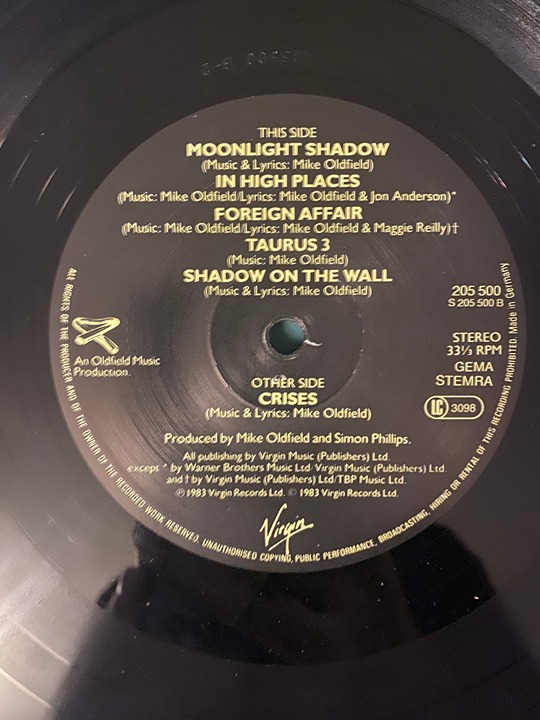 THIS SIDE
MOONLIGHT SHADOW
(Music & Lyrics: Mike Oldfield)
IN HIGH PLACES
(Music: Mike Oldfield/Lyrics: Mike Oldfield & Jon Anderson)*
FOREIGN AFFAIR
(Music: Mike Oldfield/Lyrics: Mike Oldfield & Maggie Reilly)†
TAURUS 3
(Music: Mike Oldfield)
SHADOW ON THE WALL
(Music & Lyrics: Mike Oldfield)
205 500
S 205 500 B
An Oldfield Music
Production.
STEREO
33⅓ RPM
GEMA
STEMRA
LC 3098
OTHER SIDE
CRISES
(Music & Lyrics: Mike Oldfield)
Produced by Mike Oldfield and Simon Phillips.
All publishing by Virgin Music (Publishers) Ltd.
except * by Warner Brothers Music Ltd/Virgin Music (Publishers) Ltd.
and † by Virgin Music (Publishers) Ltd/TBP Music Ltd.
℗ 1983 Virgin Records Ltd. © 1983 Virgin Records Ltd.
Virgin
ALL RIGHTS OF THE PRODUCER AND OF THE OWNER OF THE RECORDED WORK RESERVED, UNAUTHORISED COPYING, PUBLIC PERFORMANCE, BROADCASTING, HIRING OR RENTAL OF THIS RECORDING PROHIBITED. Made in Germany